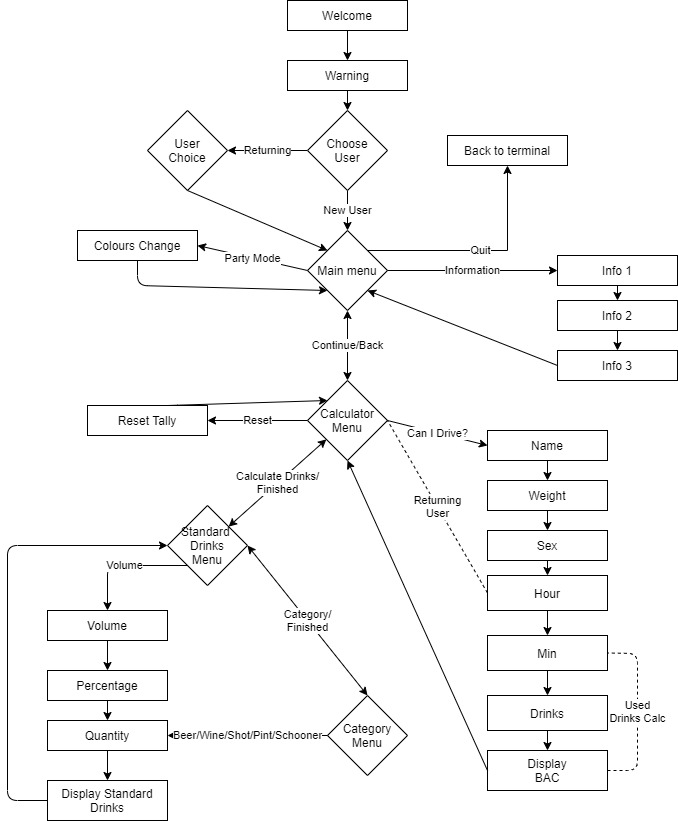 Welcome
Warning
User
Choice
Returning
Choose
User
Back to terminal
New User
Colours Change
Party Mode
Main menu
Quit
Information
Info 1
Info 2
Info 3
Continue/Back
Reset Tally
Reset
Calculator
Menu
Can I Drive?
Name
Calculate Drinks/
Finished
Returning
User
Weight
Standard
Drinks
Menu
Sex
Volume
Hour
Category/
Finished
Volume
Min
Percentage
Used
Drinks Calc
Drinks
Quantity
Beer/Wine/Shot/Pint/Schooner
Category
Menu
Display
BAC
Display Standard
Drinks